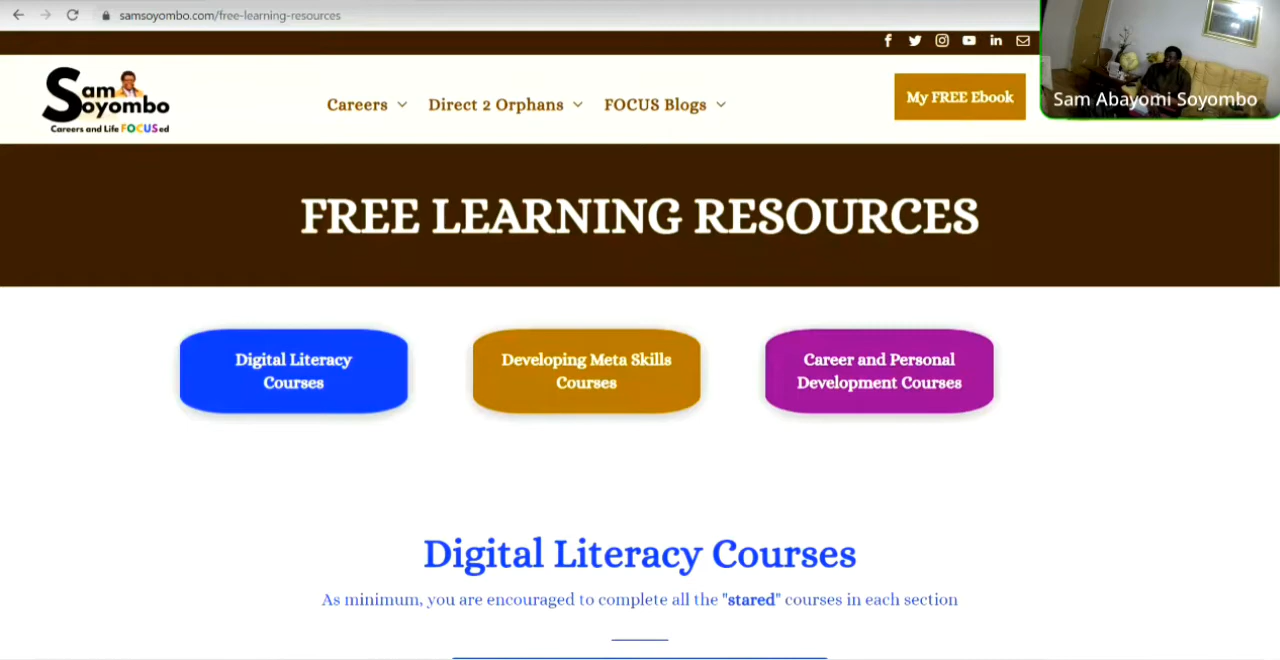 samsoyombo.com/free-learning-resources
Sam Soyombo
Careers and Life FOCUSed
Careers
Direct 2 Orphans
FOCUS Blogs
My FREE Ebook
Sam Abayomi Soyombo
FREE LEARNING RESOURCES
Digital Literacy
Courses
Developing Meta Skills
Courses
Career and Personal
Development Courses
Digital Literacy Courses
As minimum, you are encouraged to complete all the "stared" courses in each section